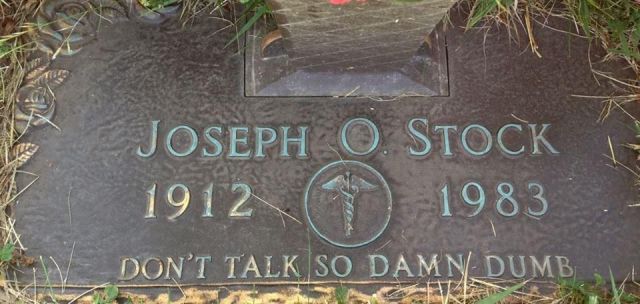 JOSEPH O. STOCK
1912 1983
DON'T TALK SO DAMN DUMB